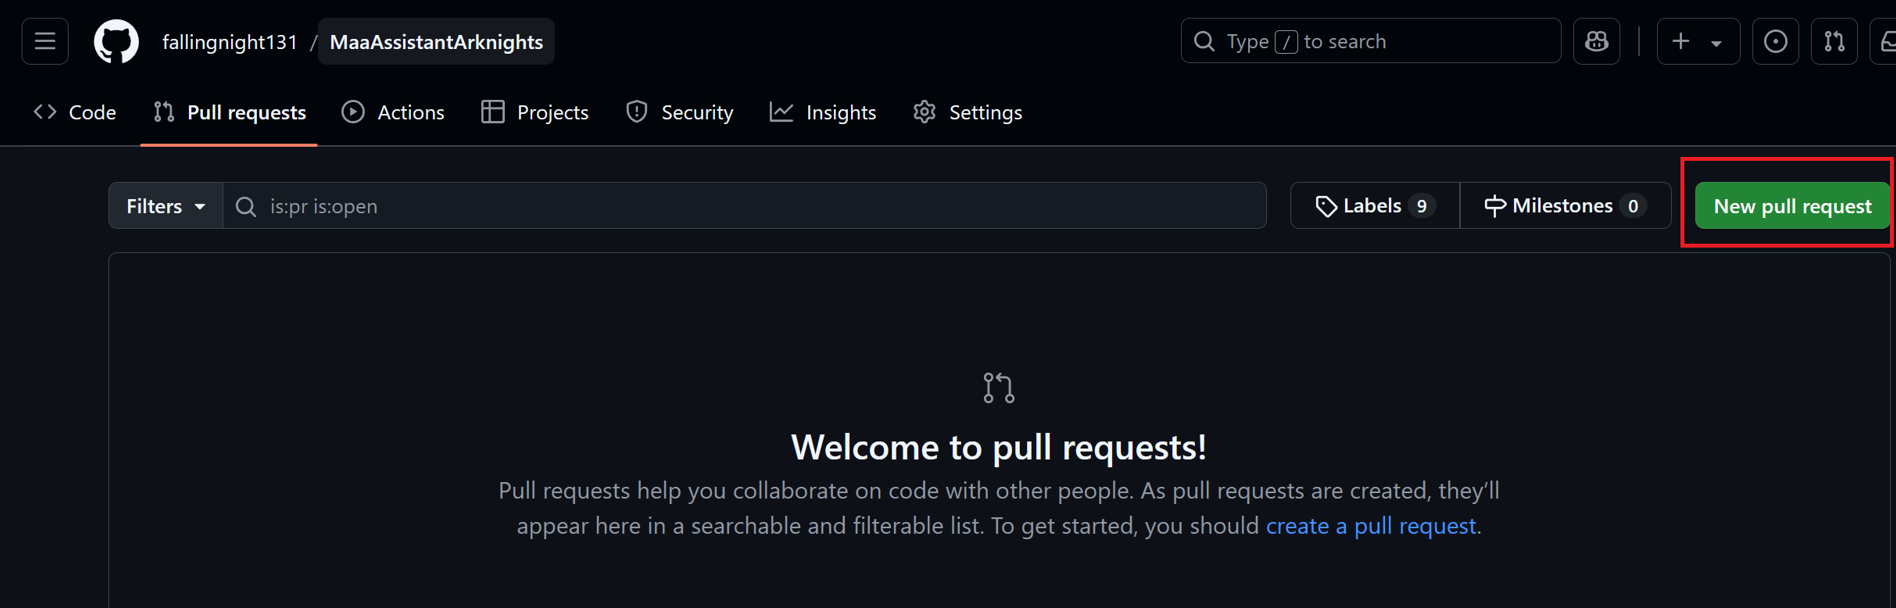 fallingnight131 / MaaAssistantArknights
Type / to search
Code Pull requests Actions Projects Security Insights Settings
Filters is:pr is:open Labels 9 Milestones 0 New pull request
Welcome to pull requests!
Pull requests help you collaborate on code with other people. As pull requests are created, they’ll
appear here in a searchable and filterable list. To get started, you should create a pull request.